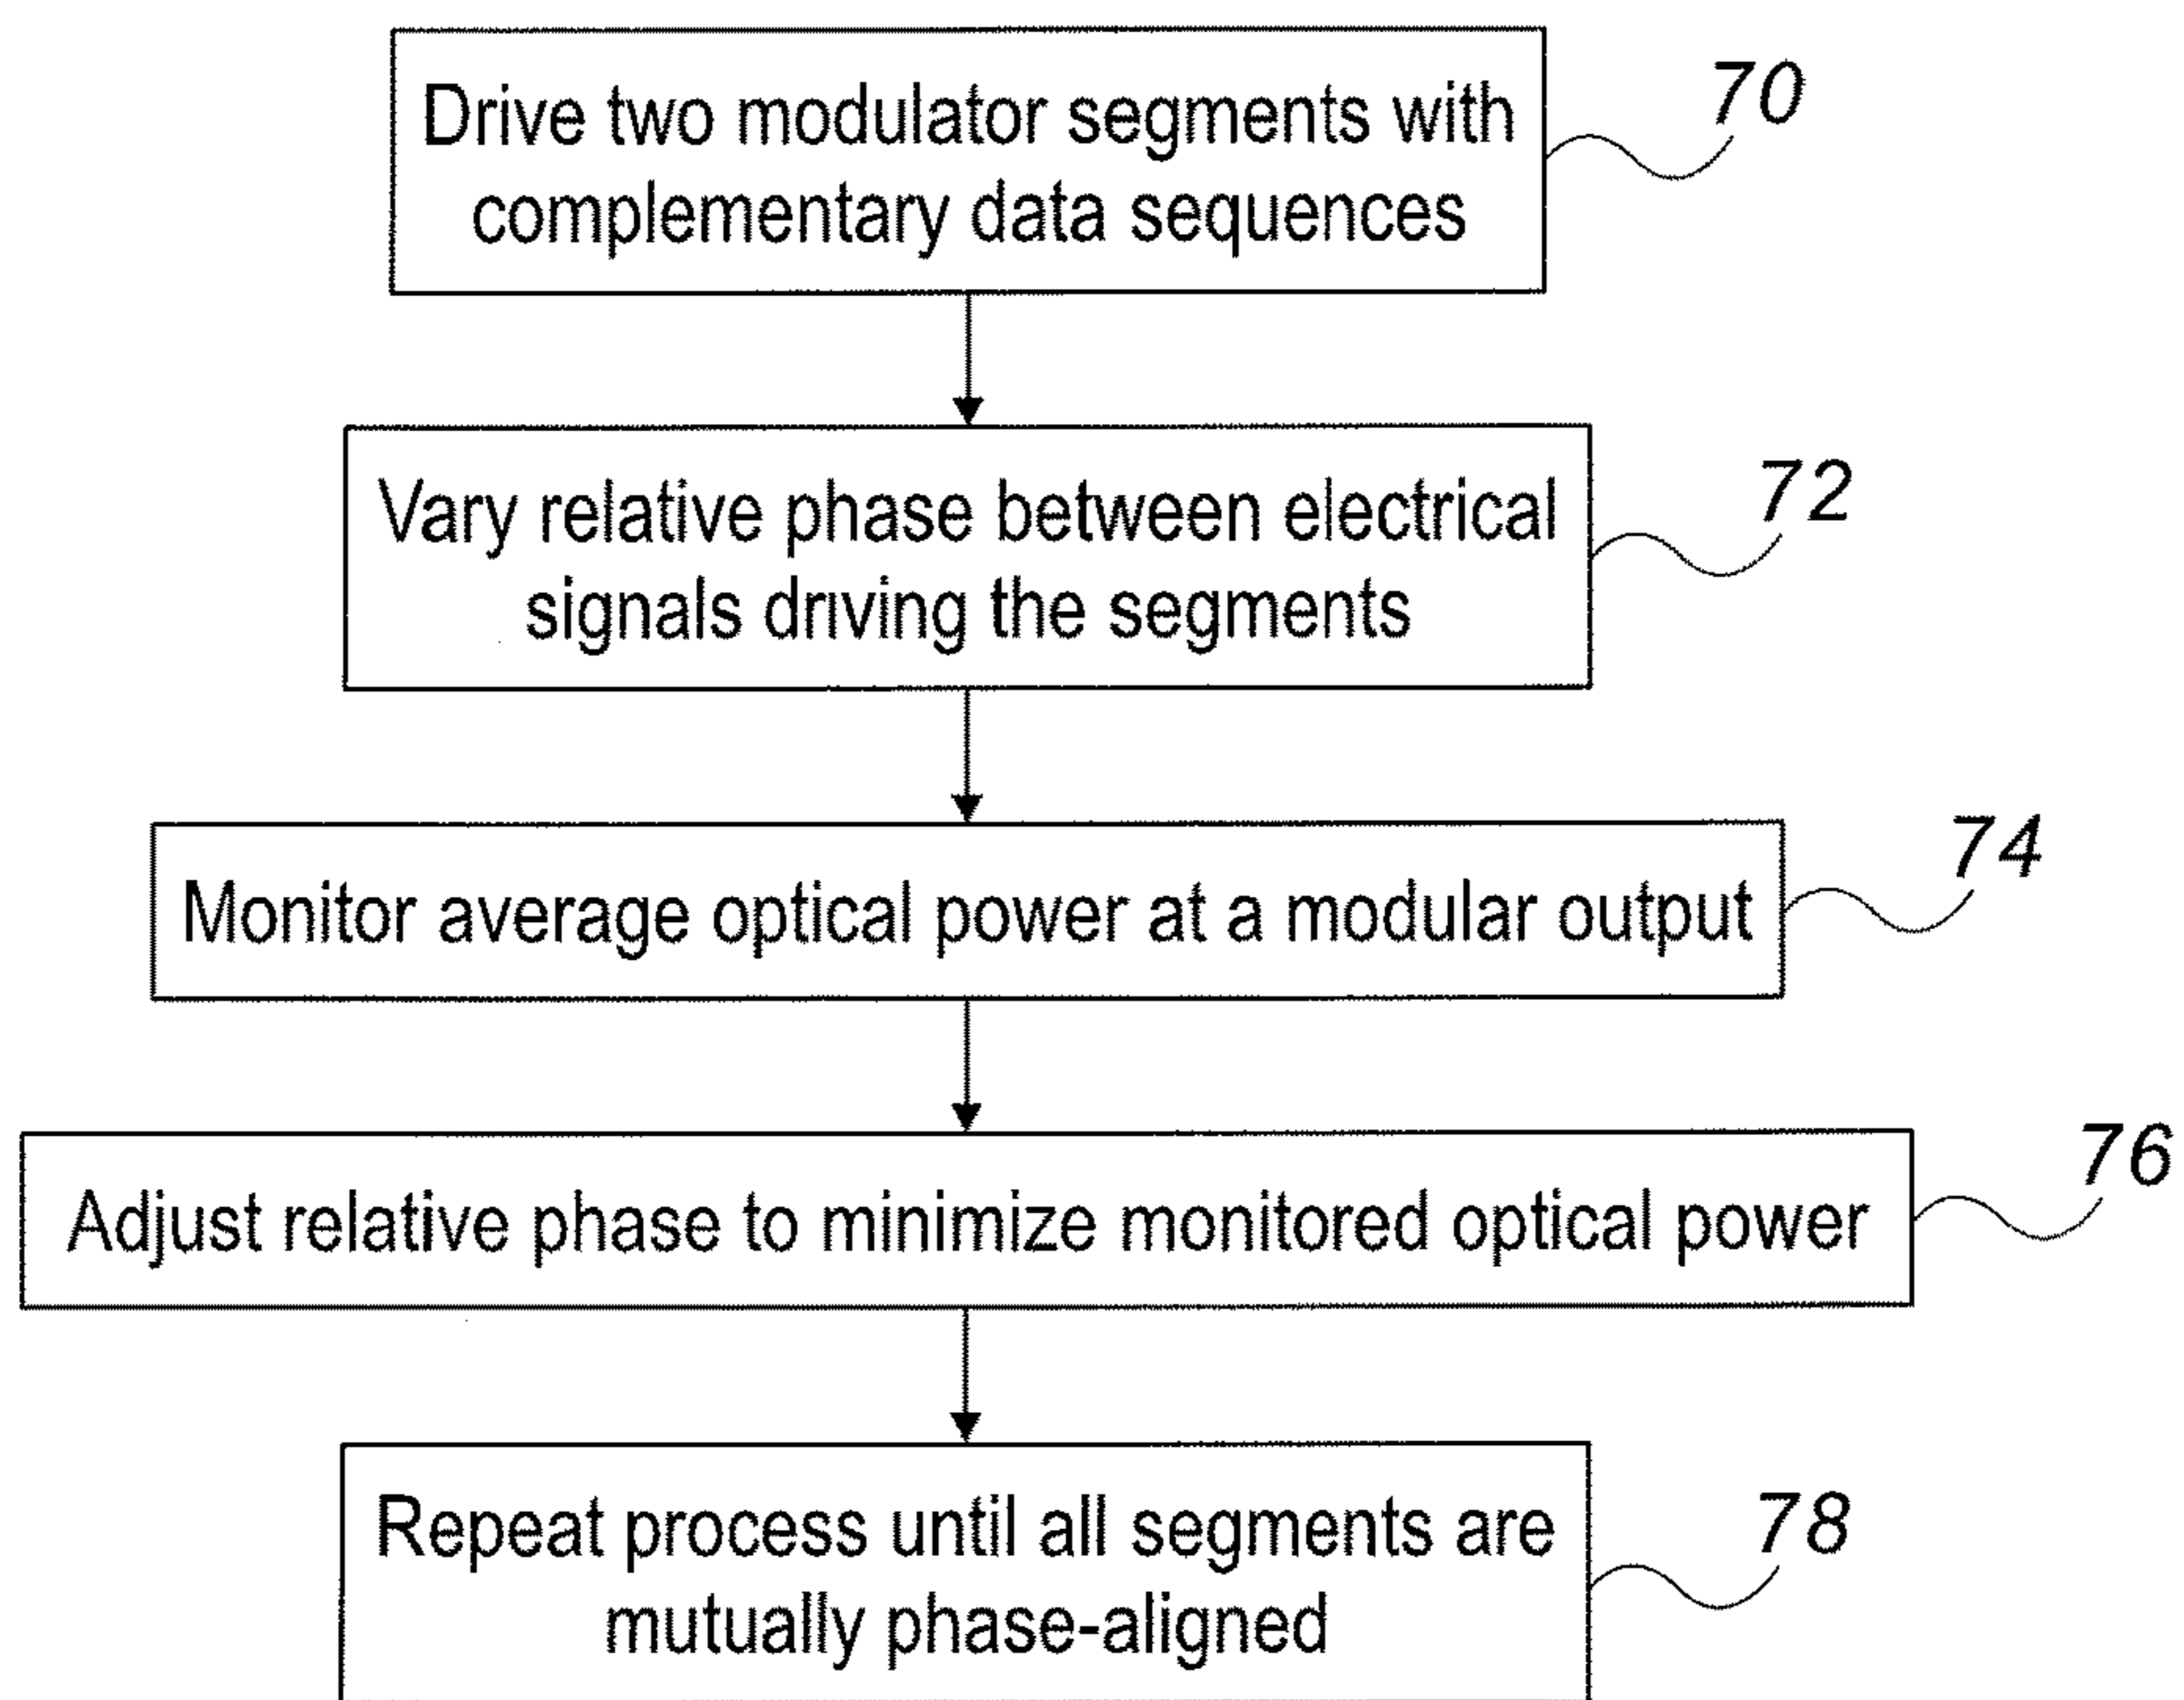 Drive two modulator segments with
complementary data sequences
70
Vary relative phase between electrical
signals driving the segments
72
Monitor average optical power at a modular output
74
Adjust relative phase to minimize monitored optical power
76
Repeat process until all segments are
mutually phase-aligned
78